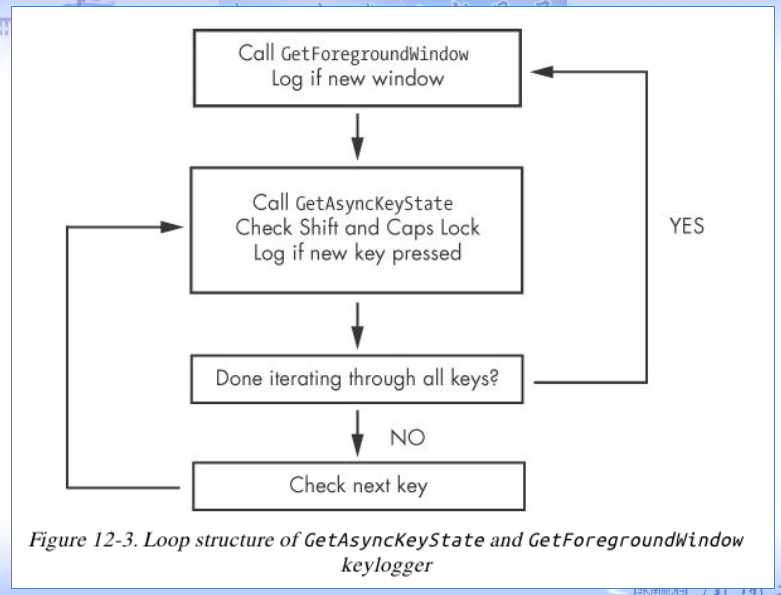 Call GetForegroundWindow
Log if new window
Call GetAsyncKeyState
Check Shift and Caps Lock
Log if new key pressed
YES
Done iterating through all keys?
NO
Check next key
Figure 12-3. Loop structure of GetAsyncKeyState and GetForegroundWindow
keylogger